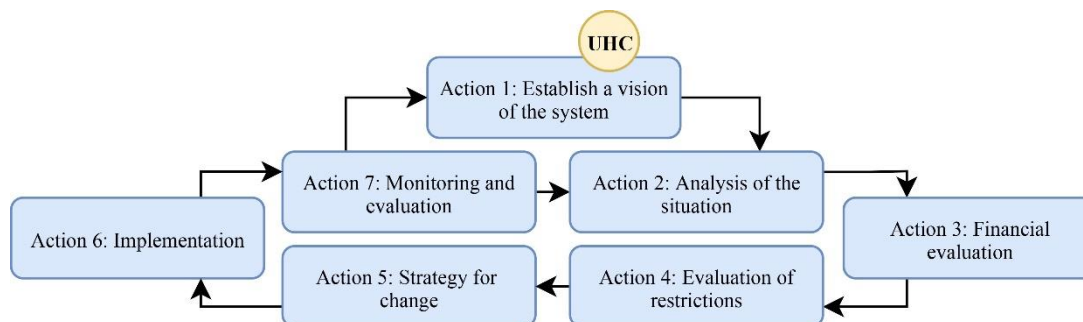 UHC
Action 1: Establish a vision
of the system
Action 7: Monitoring and
evaluation
Action 2: Analysis of the
situation
Action 6: Implementation
Action 3: Financial
evaluation
Action 5: Strategy for
change
Action 4: Evaluation of
restrictions